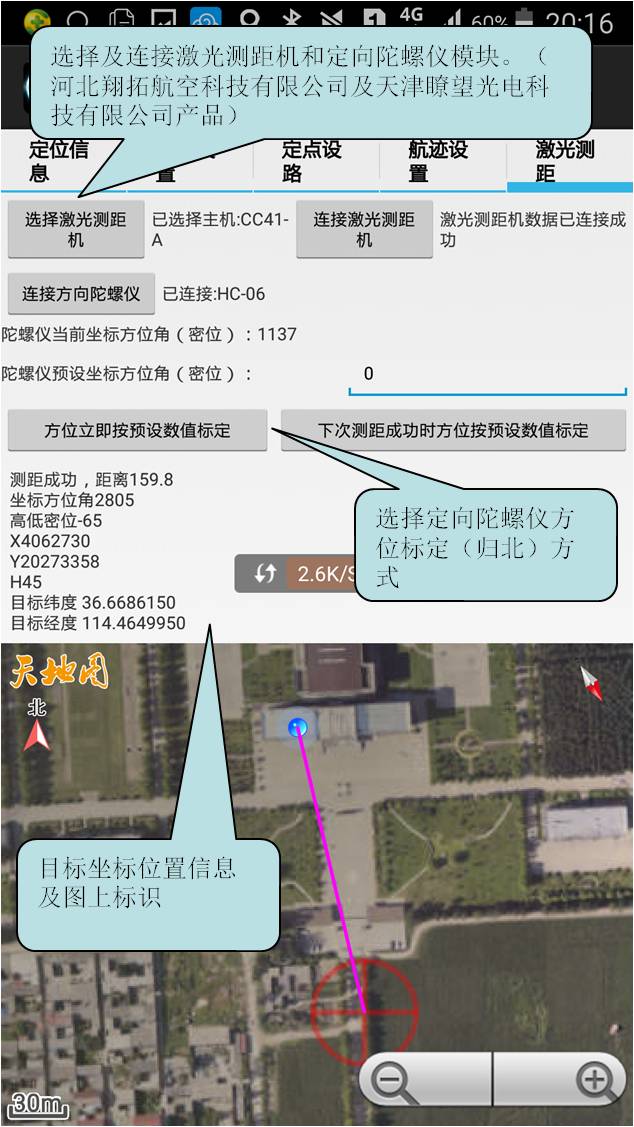 4G
1
60%
20:16
选择及连接激光测距机和定向陀螺仪模块。（
河北翔拓航空科技有限公司及天津瞭望光电科
技有限公司产品）
定位信
息
置
定点设
路
航迹设
置
激光测
距
选择激光测距
机
已选择主机:CC41-
A
连接激光测距
机
激光测距机数据已连接成
功
连接方向陀螺仪
已连接:HC-06
陀螺仪当前坐标方位角（密位）：1137
陀螺仪预设坐标方位角（密位）：
0
方位立即按预设数值标定
下次测距成功时方位按预设数值标定
测距成功，距离159.8
坐标方位角2805
高低密位-65
X4062730
Y20273358
H45
目标纬度 36.6686150
目标经度 114.4649950
2.6K/S
选择定向陀螺仪方
位标定（归北）方
式
天地图
北
目标坐标位置信息
及图上标识
30m